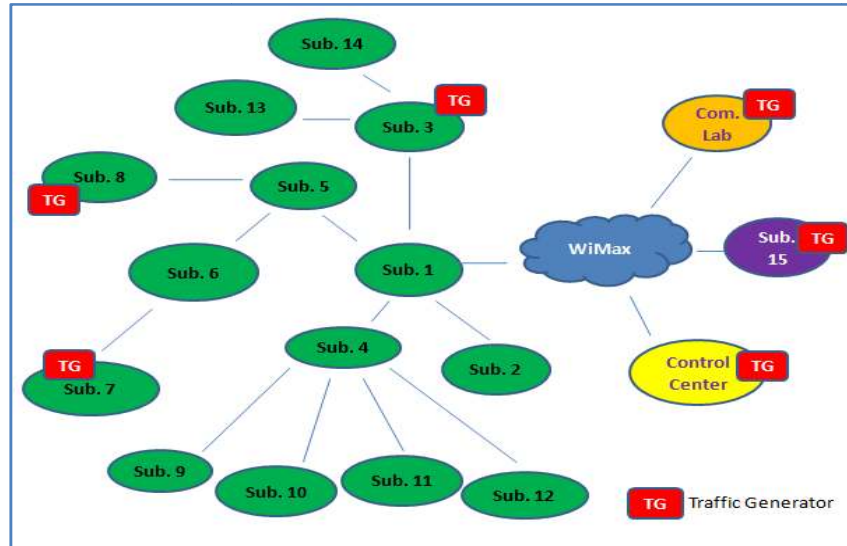 Sub. 14
Sub. 13
Sub. 3
TG
Com.
Lab
TG
Sub. 8
TG
Sub. 5
Sub. 6
Sub. 1
WiMax
Sub.
15
TG
TG
Sub. 7
Sub. 4
Sub. 2
Control
Center
TG
Sub. 9
Sub. 10
Sub. 11
Sub. 12
TG Traffic Generator